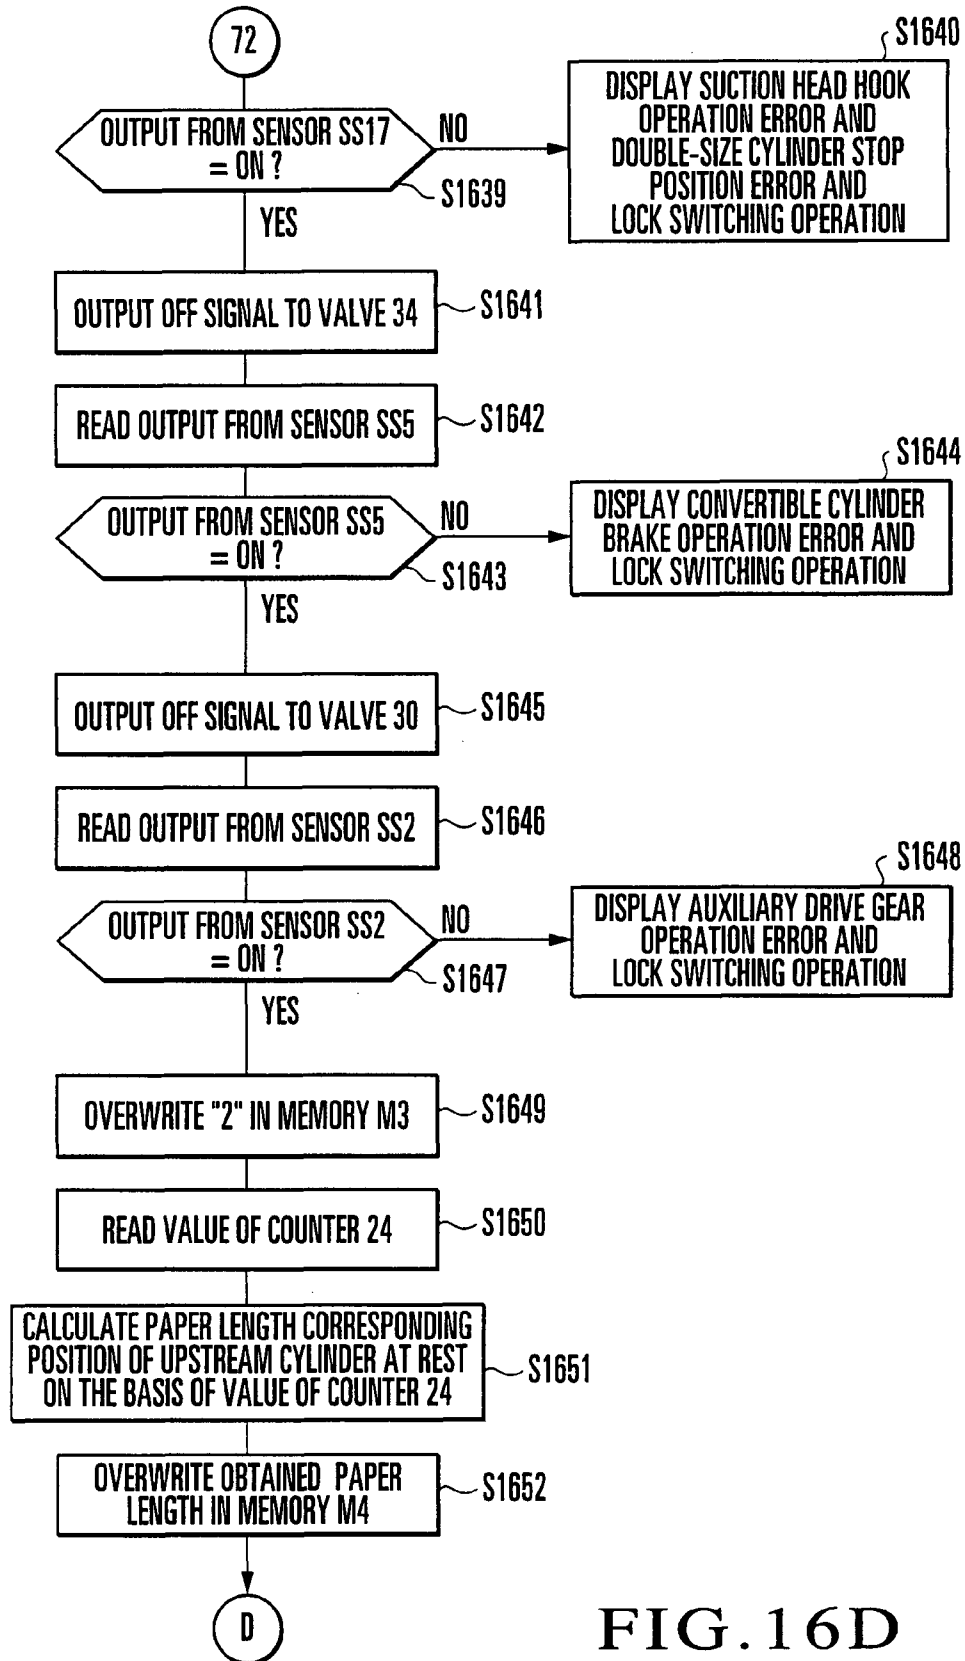 72
OUTPUT FROM SENSOR SS17
= ON ?
NO
S1639
YES
S1640
DISPLAY SUCTION HEAD HOOK
OPERATION ERROR AND
DOUBLE-SIZE CYLINDER STOP
POSITION ERROR AND
LOCK SWITCHING OPERATION
OUTPUT OFF SIGNAL TO VALVE 34
S1641
READ OUTPUT FROM SENSOR SS5
S1642
OUTPUT FROM SENSOR SS5
= ON ?
NO
S1643
YES
S1644
DISPLAY CONVERTIBLE CYLINDER
BRAKE OPERATION ERROR AND
LOCK SWITCHING OPERATION
OUTPUT OFF SIGNAL TO VALVE 30
S1645
READ OUTPUT FROM SENSOR SS2
S1646
OUTPUT FROM SENSOR SS2
= ON ?
NO
S1647
YES
S1648
DISPLAY AUXILIARY DRIVE GEAR
OPERATION ERROR AND
LOCK SWITCHING OPERATION
OVERWRITE "2" IN MEMORY M3
S1649
READ VALUE OF COUNTER 24
S1650
CALCULATE PAPER LENGTH CORRESPONDING
POSITION OF UPSTREAM CYLINDER AT REST
ON THE BASIS OF VALUE OF COUNTER 24
S1651
OVERWRITE OBTAINED PAPER
LENGTH IN MEMORY M4
S1652
D
FIG.16D